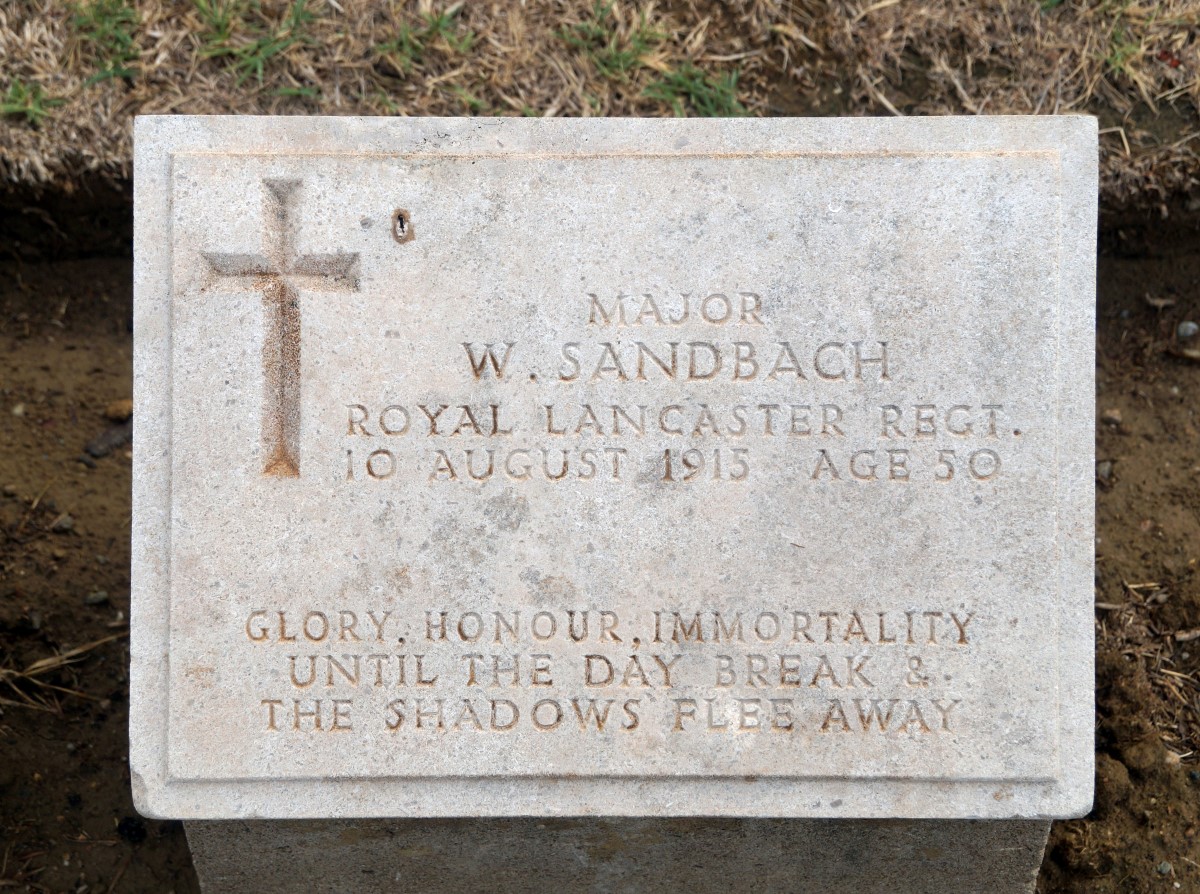 MAJOR
W. SANDBACH
ROYAL LANCASTER REGT.
10 AUGUST 1915 AGE 50
GLORY, HONOUR, IMMORTALITY
UNTIL THE DAY BREAK &
THE SHADOWS FLEE AWAY